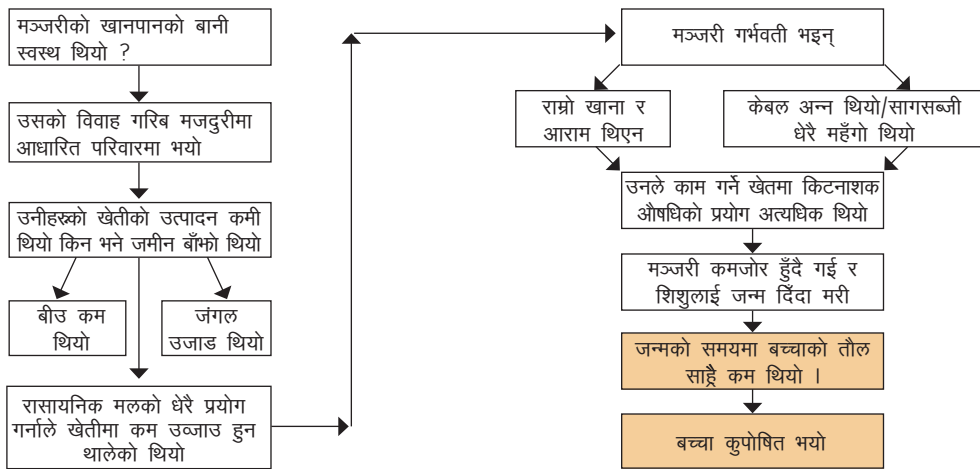 मञ्जरीको खानपानको बानी
स्वस्थ थियो ?
उसको विवाह गरिब मजदुरीमा
आधारित परिवारमा भयो
उनीहरुको खेतीको उत्पादन कमी
थियो किन भने जमीन बाँझो थियो
बीउ कम
थियो
जंगल
उजाड थियो
रासायनिक मलको धेरै प्रयोग
गर्नाले खेतीमा कम उव्जाउ हुन
थालेको थियो
मञ्जरी गर्भवती भइन्
राम्रो खाना र
आराम थिएन
केबल अन्न थियो/सागसब्जी
धेरै महँगो थियो
उनले काम गर्ने खेतमा किटनाशक
औषधिको प्रयोग अत्यधिक थियो
मञ्जरी कमजोर हुँदै गई र
शिशुलाई जन्म दिँदा मरी
जन्मको समयमा बच्चाको तौल
साह्रै कम थियो ।
बच्चा कुपोषित भयो